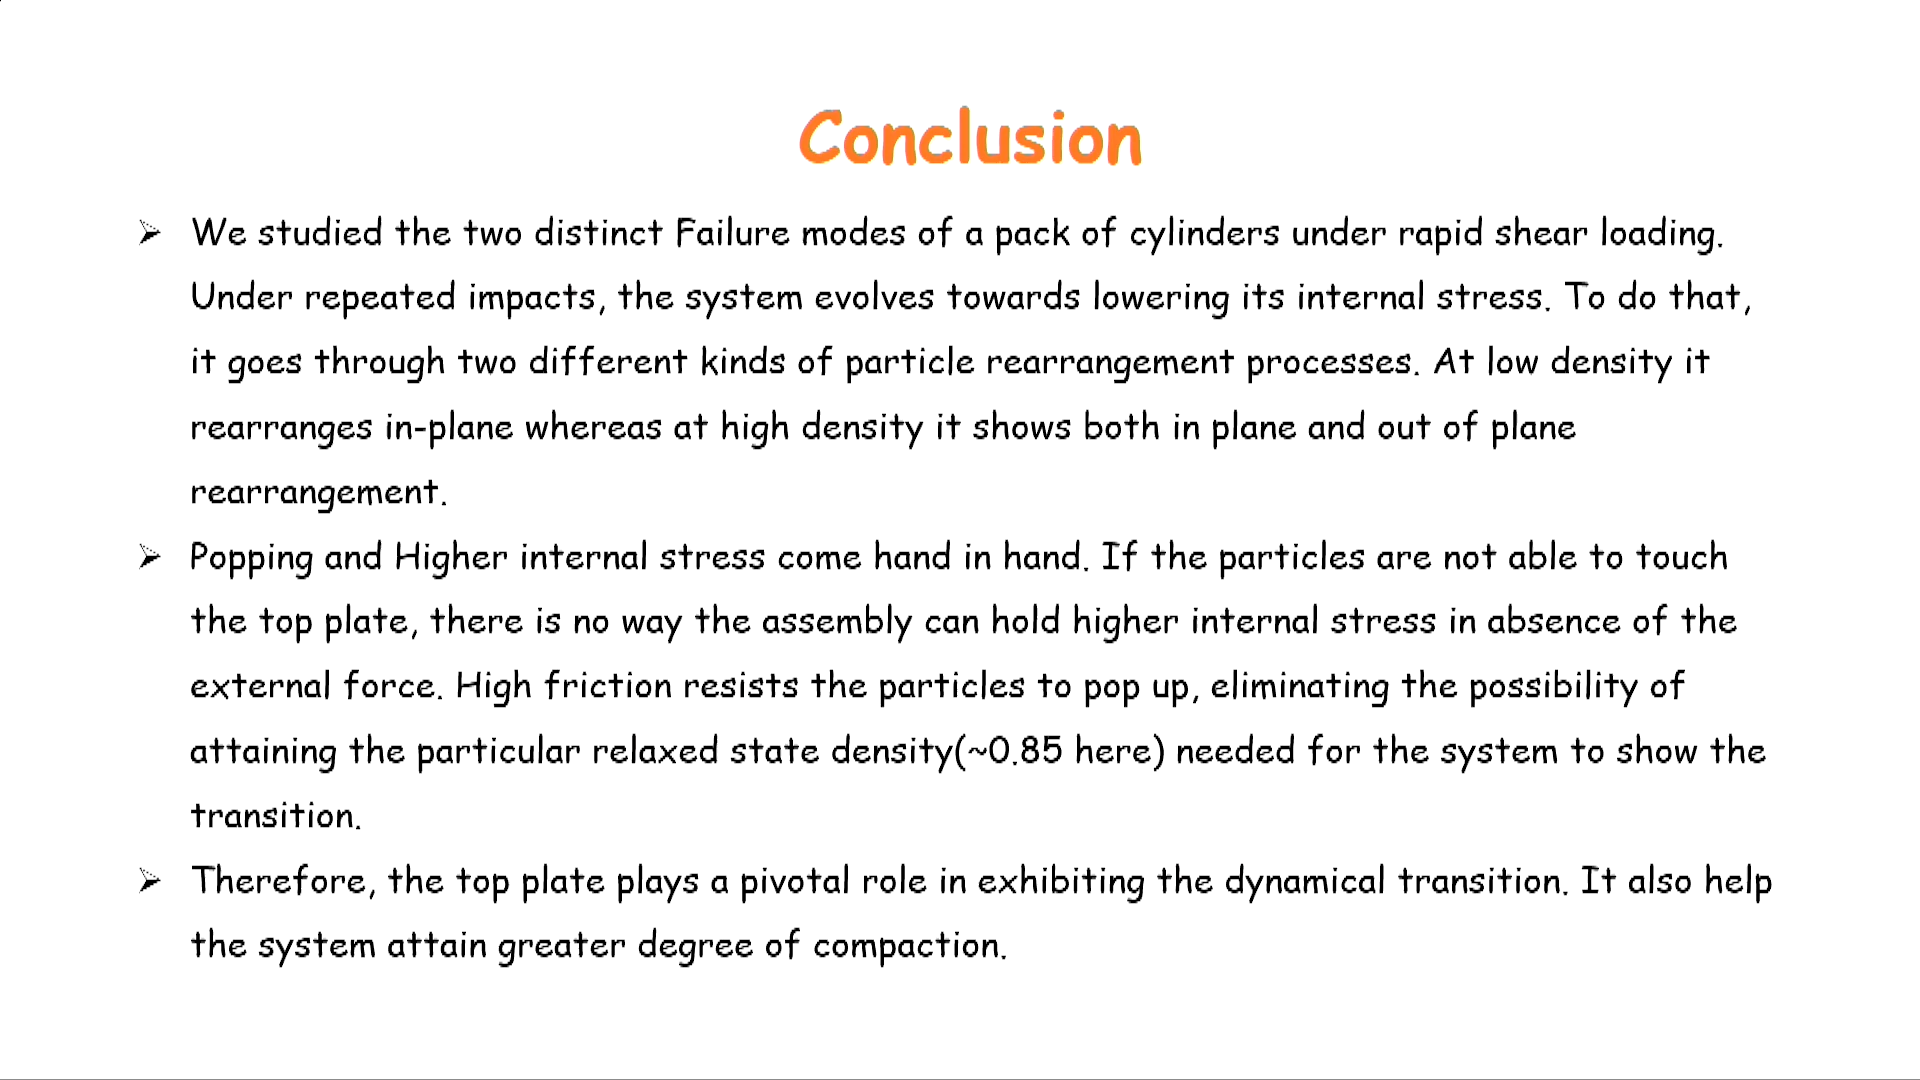 Conclusion
➢ We studied the two distinct Failure modes of a pack of cylinders under rapid shear loading.
Under repeated impacts, the system evolves towards lowering its internal stress. To do that,
it goes through two different kinds of particle rearrangement processes. At low density it
rearranges in-plane whereas at high density it shows both in plane and out of plane
rearrangement.
➢ Popping and Higher internal stress come hand in hand. If the particles are not able to touch
the top plate, there is no way the assembly can hold higher internal stress in absence of the
external force. High friction resists the particles to pop up, eliminating the possibility of
attaining the particular relaxed state density(~0.85 here) needed for the system to show the
transition.
➢ Therefore, the top plate plays a pivotal role in exhibiting the dynamical transition. It also help
the system attain greater degree of compaction.